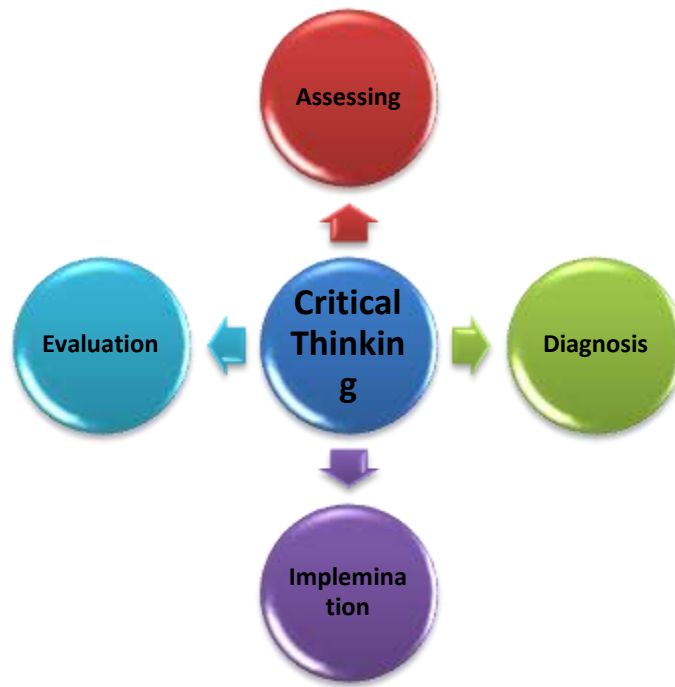 Assessing
Evaluation
Critical
Thinkin
g
Diagnosis
Implemina
tion